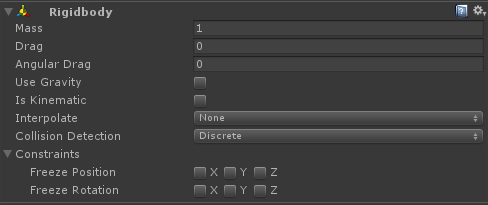 Rigidbody
Mass 1
Drag 0
Angular Drag 0
Use Gravity
Is Kinematic
Interpolate None
Collision Detection Discrete
Constraints
Freeze Position X Y Z
Freeze Rotation X Y Z